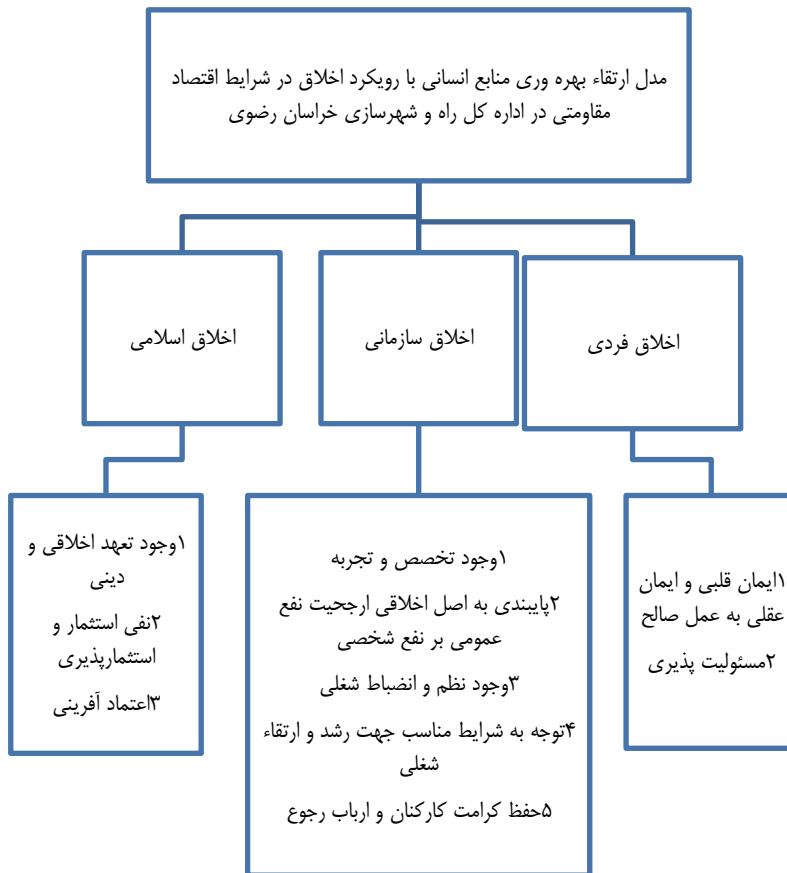 مدل ارتقاء بهره وری منابع انسانی با رویکرد اخلاق در شرایط اقتصاد
مقاومتی در اداره کل راه و شهرسازی خراسان رضوی
اخلاق فردی
اخلاق سازمانی
اخلاق اسلامی
۱ایمان قلبی و ایمان
عقلی به عمل صالح
۲مسئولیت پذیری
۱وجود تخصص و تجربه
۲پایبندی به اصل اخلاقی ارجحیت نفع
عمومی بر نفع شخصی
۳وجود نظم و انضباط شغلی
۴توجه به شرایط مناسب جهت رشد و ارتقاء
شغلی
۵حفظ کرامت کارکنان و ارباب رجوع
۱وجود تعهد اخلاقی و
دینی
۲نفی استثمار و
استثمارپذیری
۳اعتماد آفرینی